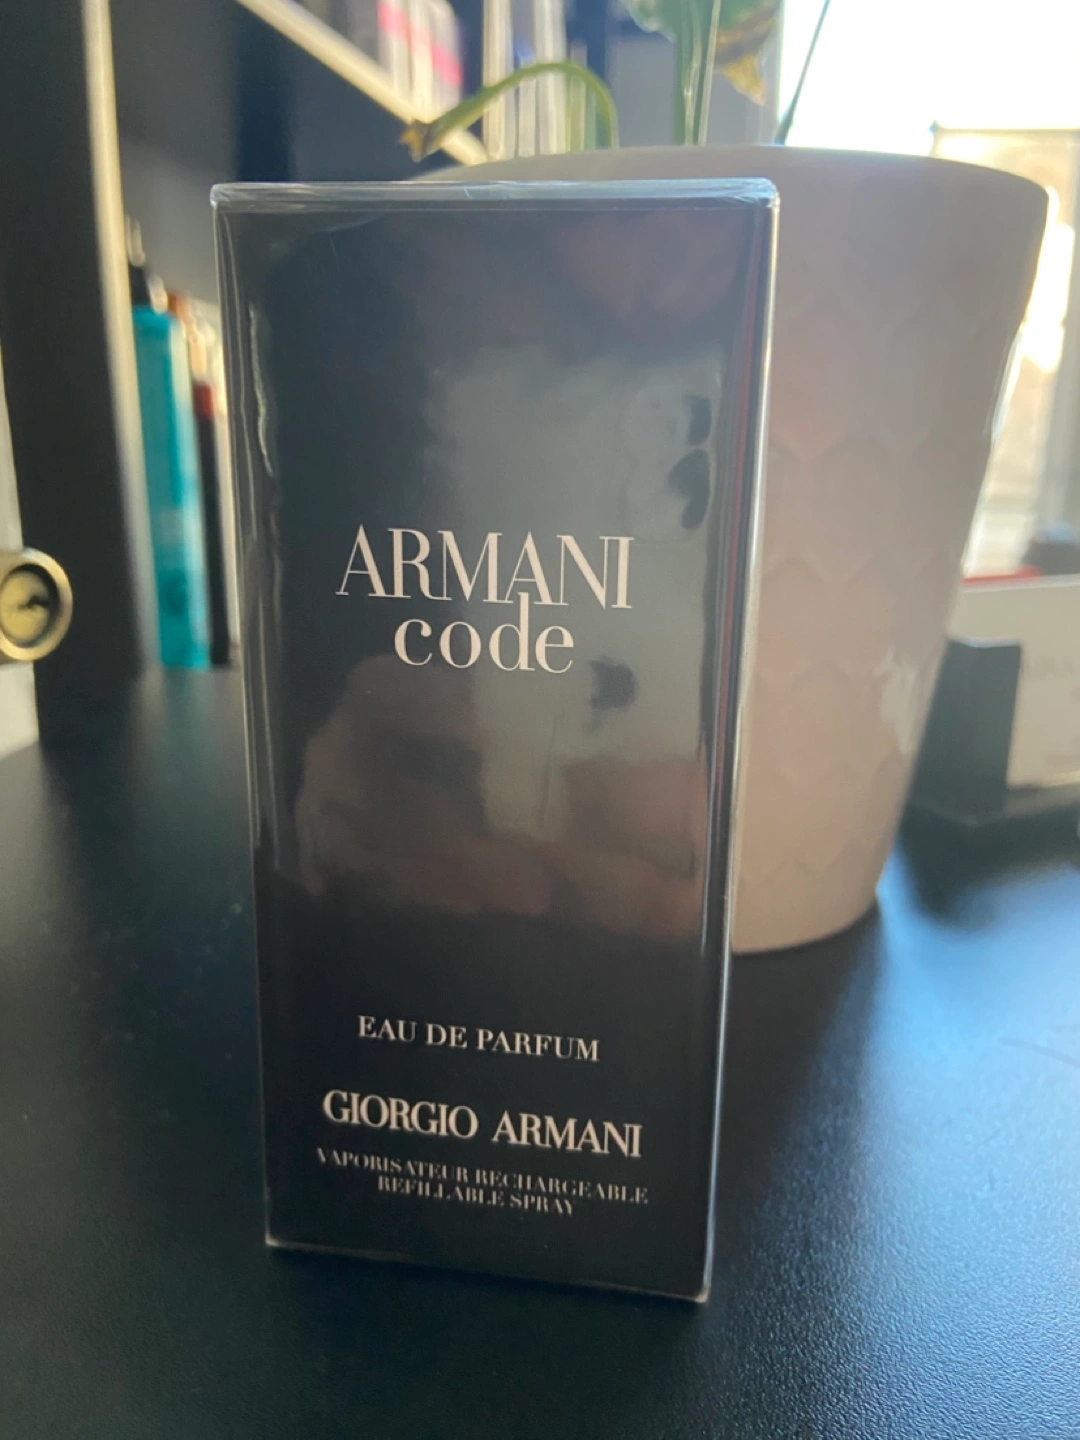 ARMANI
code
EAU DE PARFUM
GIORGIO ARMANI
VAPORISATEUR RECHARGEABLE
REFILLABLE SPRAY